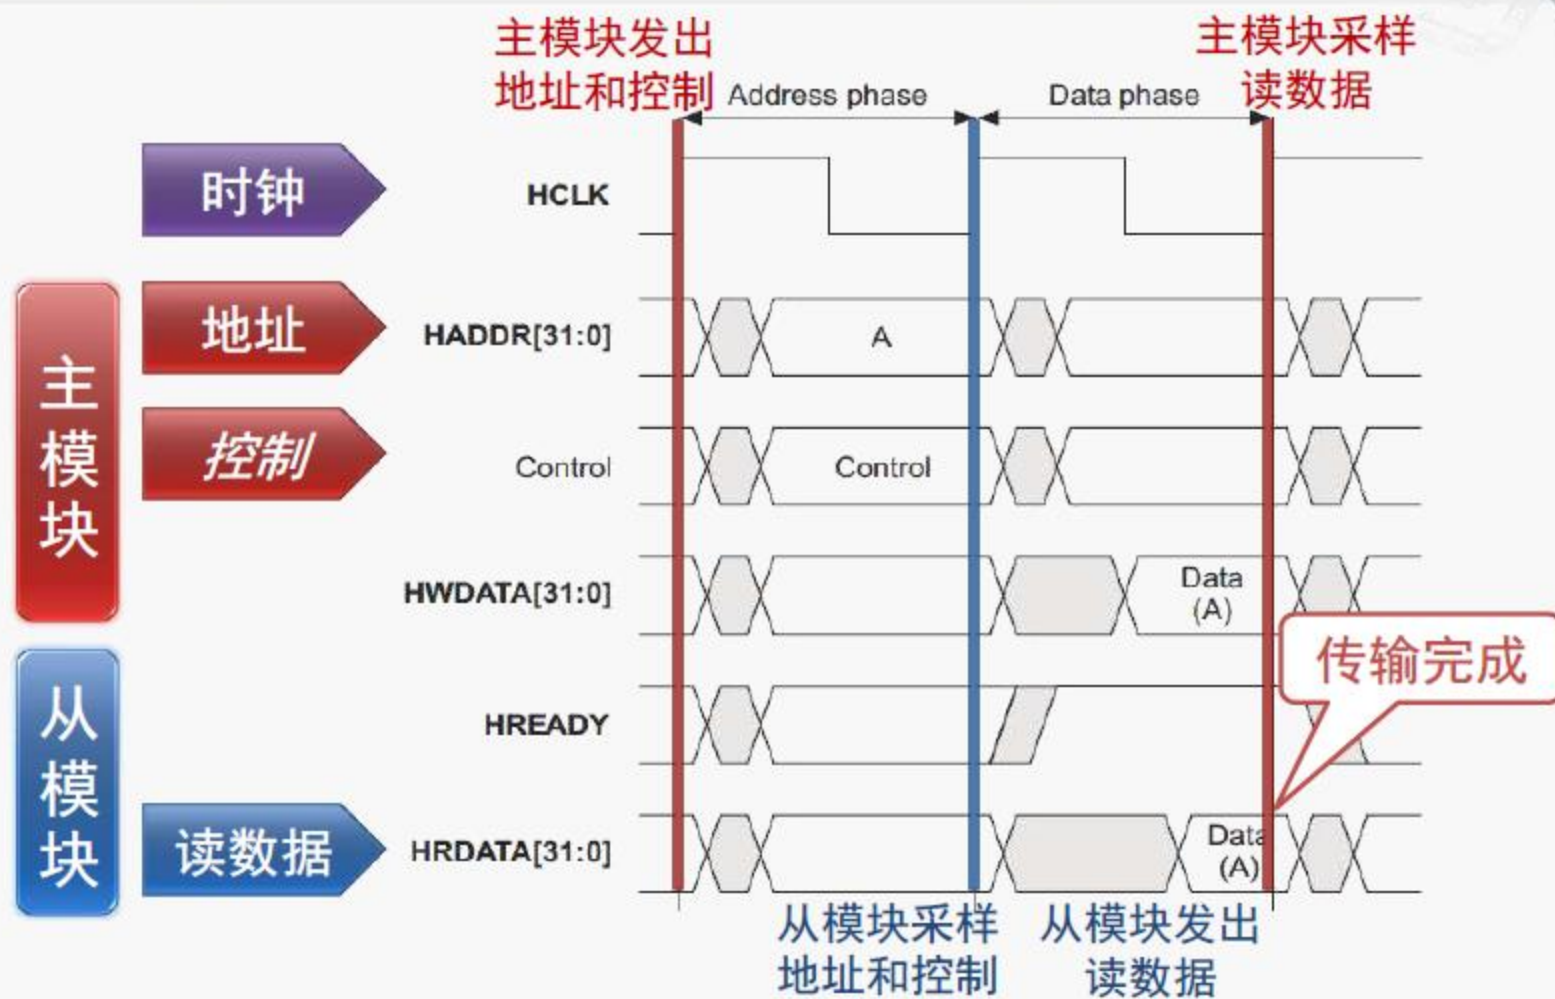 主模块发出
地址和控制
Address phase
Data phase
主模块采样
读数据
时钟
HCLK
主模块
地址
HADDR[31:0]
A
控制
Control
Control
HWDATA[31:0]
Data
(A)
传输完成
从模块
HREADY
读数据
HRDATA[31:0]
Data
(A)
从模块采样
地址和控制
从模块发出
读数据